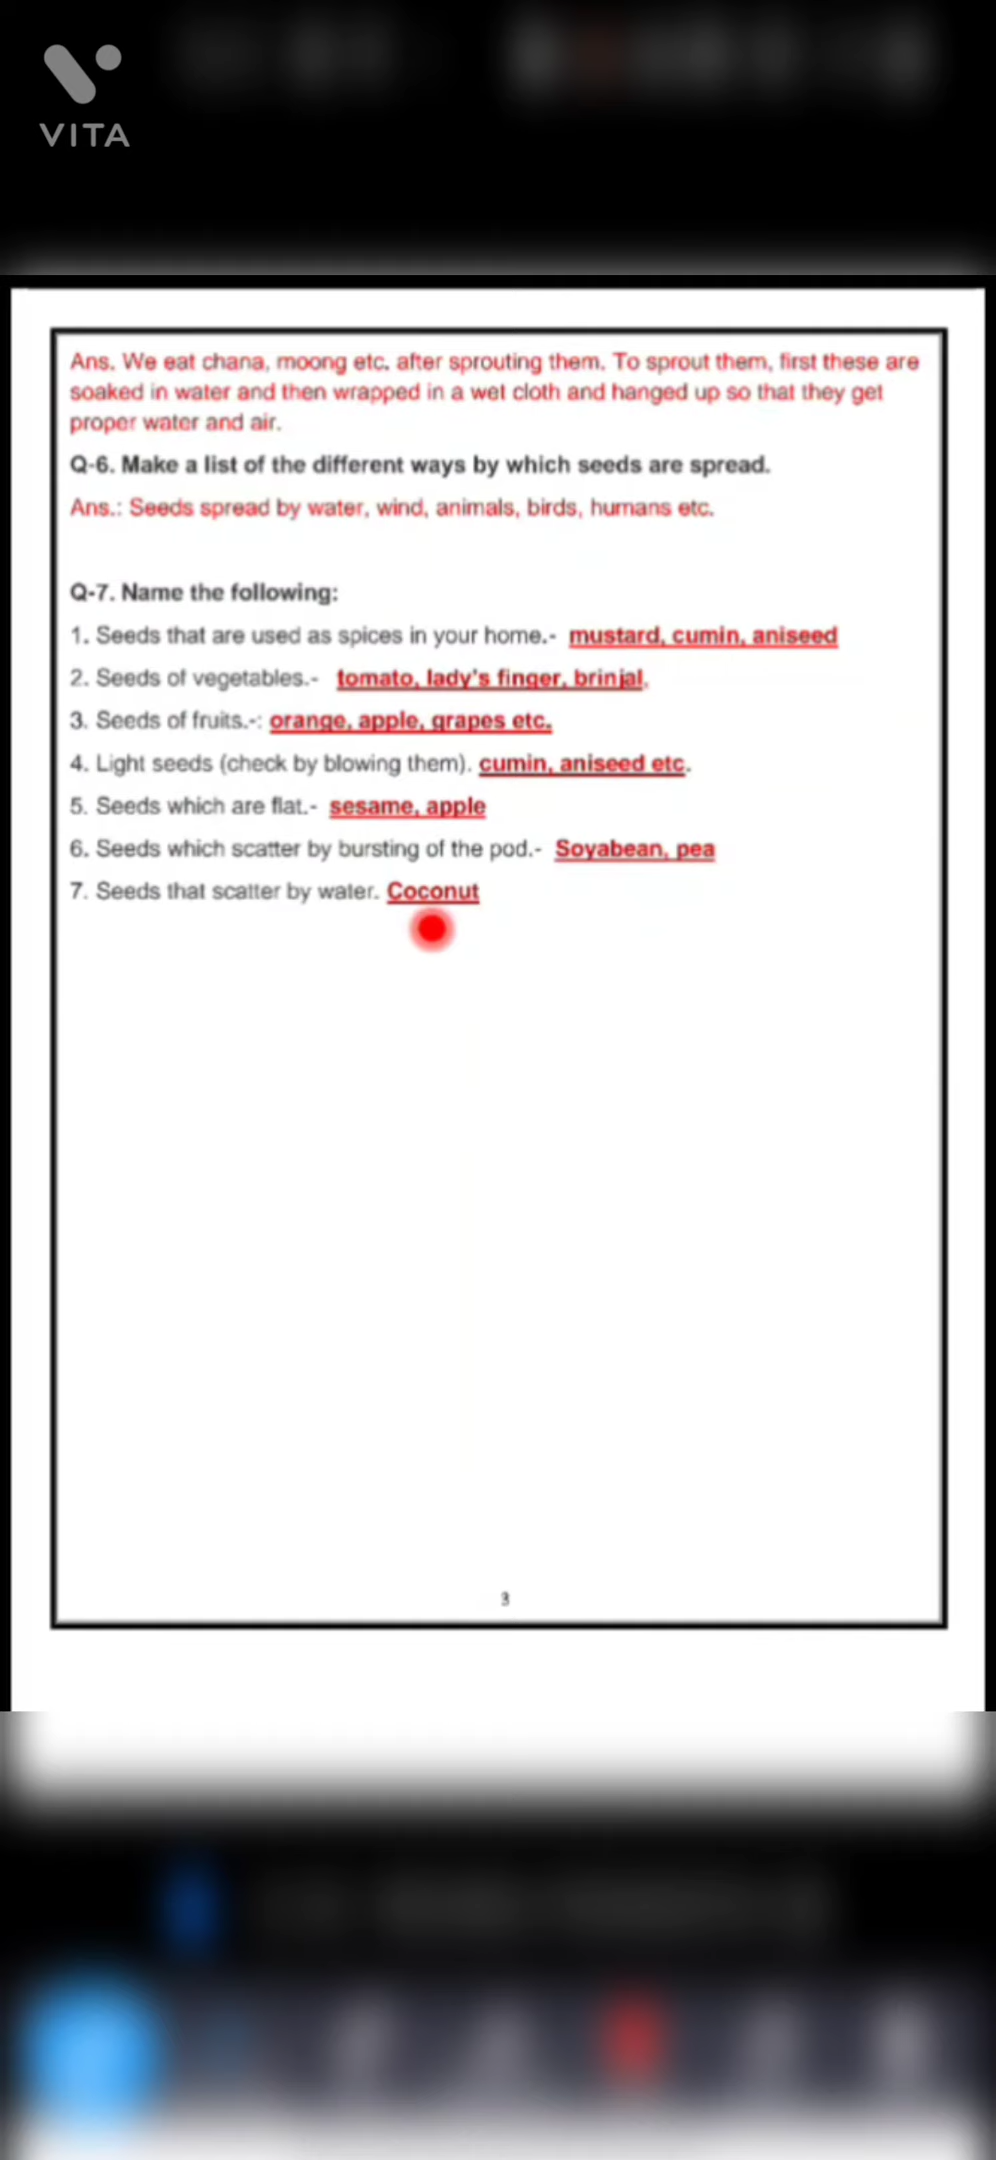 VITA
Ans. We eat chana, moong etc. after sprouting them. To sprout them, first these are
soaked in water and then wrapped in a wet cloth and hanged up so that they get
proper water and air.
Q-6. Make a list of the different ways by which seeds are spread.
Ans.: Seeds spread by water, wind, animals, birds, humans etc.
Q-7. Name the following:
1. Seeds that are used as spices in your home.- mustard, cumin, aniseed
2. Seeds of vegetables.- tomato, lady's finger, brinjal.
3. Seeds of fruits.-: orange, apple, grapes etc.
4. Light seeds (check by blowing them). cumin, aniseed etc.
5. Seeds which are flat.- sesame, apple
6. Seeds which scatter by bursting of the pod.- Soyabean, pea
7. Seeds that scatter by water. Coconut
3